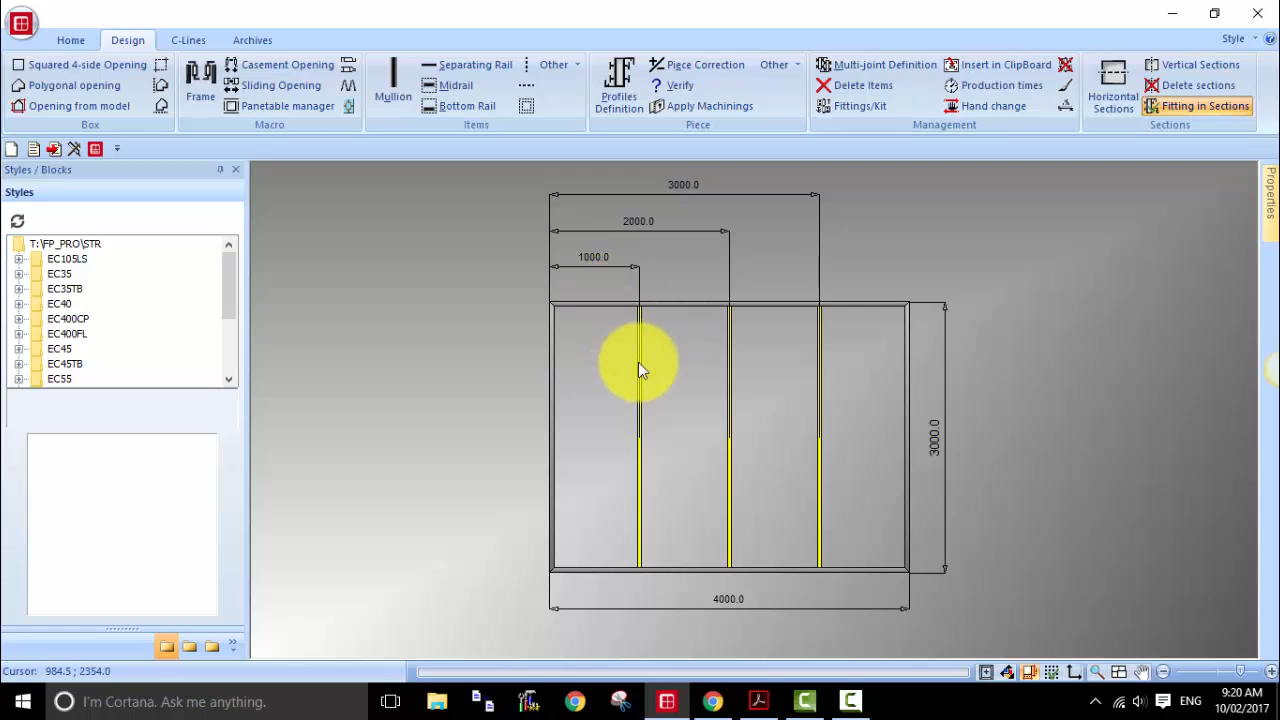 Home Design C-Lines Archives Style
Squared 4-side Opening
Polygonal opening
Opening from model
Box
Frame
Casement Opening
Sliding Opening
Panetable manager
Macro
Mullion
Separating Rail
Midrail
Bottom Rail
Other
Items
Profiles
Definition
Piece Correction
Verify
Apply Machinings
Other
Piece
Multi-joint Definition
Delete Items
Fittings/Kit
Insert in ClipBoard
Production times
Hand change
Management
Horizontal
Sections
Vertical Sections
Delete sections
Fitting in Sections
Sections
Styles / Blocks
Styles
T:\FP_PRO\STR
EC105LS
EC35
EC35TB
EC40
EC400CP
EC400FL
EC45
EC45TB
EC55
3000.0
2000.0
1000.0
3000.0
4000.0
Properties
Cursor: 984.5 ; 2354.0
I'm Cortana. Ask me anything.
ENG
9:20 AM
10/02/2017